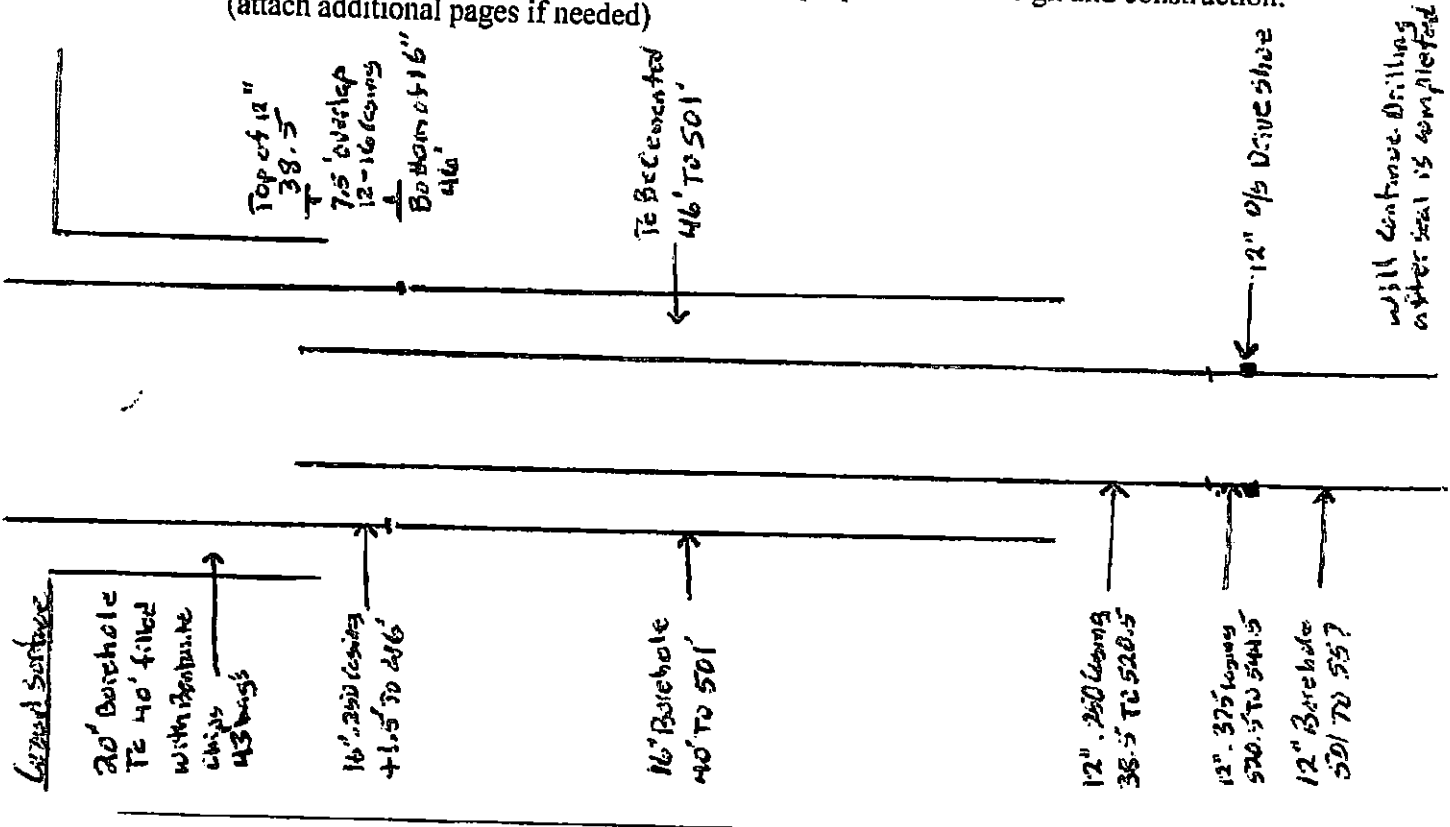 (attach additional pages if needed)
Top of 12"
38.5
7.5' overlap
12-16 casing
Bottom of 16"
46'
To Be Cemented
46' TO 501'
12" O/S Drive Shoe
will continue Drilling
after seal is completed
Ground Surface
20" Borehole
To 40' filled
with Bentonite
chips
43 bags
16" .250 casing
+1.5' TO 46'
16" Borehole
40' TO 501'
12" .250 casing
38.5' TO 520.5'
12" .375 casing
520.5' TO 544.5'
12" Borehole
501 TO 557